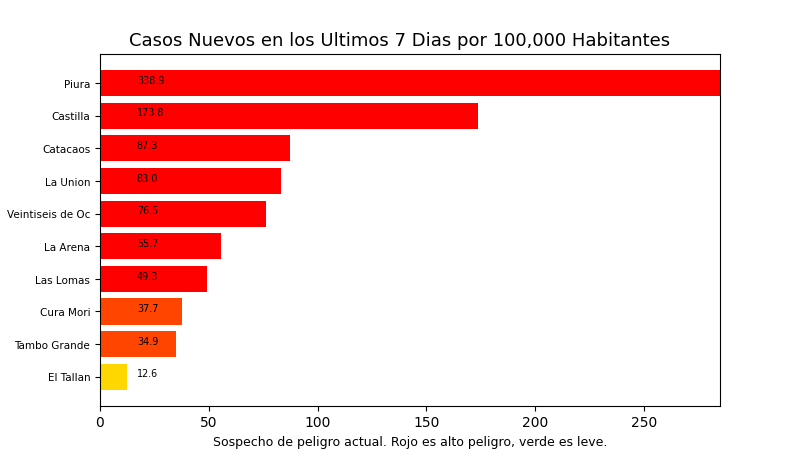 Casos Nuevos en los Ultimos 7 Dias por 100,000 Habitantes
Piura 338.9
Castilla 173.8
Catacaos 87.3
La Union 83.0
Veintiseis de Oc 76.5
La Arena 55.7
Las Lomas 49.3
Cura Mori 37.7
Tambo Grande 34.9
El Tallan 12.6
0 50 100 150 200 250
Sospecho de peligro actual. Rojo es alto peligro, verde es leve.